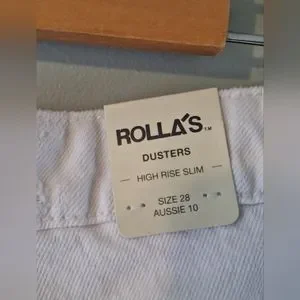 ROLLA'S TM
DUSTERS
HIGH RISE SLIM
SIZE 28
AUSSIE 10